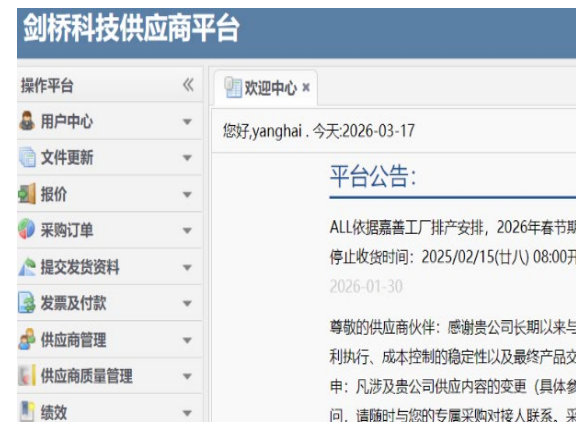 剑桥科技供应商平台
操作平台
欢迎中心
用户中心
文件更新
报价
采购订单
提交发货资料
发票及付款
供应商管理
供应商质量管理
绩效
您好,yanghai . 今天:2026-03-17
平台公告：
ALL依据嘉善工厂排产安排，2026年春节期
停止收货时间：2025/02/15(廿八) 08:00开
2026-01-30
尊敬的供应商伙伴：感谢贵公司长期以来与
利执行、成本控制的稳定性以及最终产品交
申：凡涉及贵公司供应内容的变更（具体参
问，请随时与您的专属采购对接人联系。采